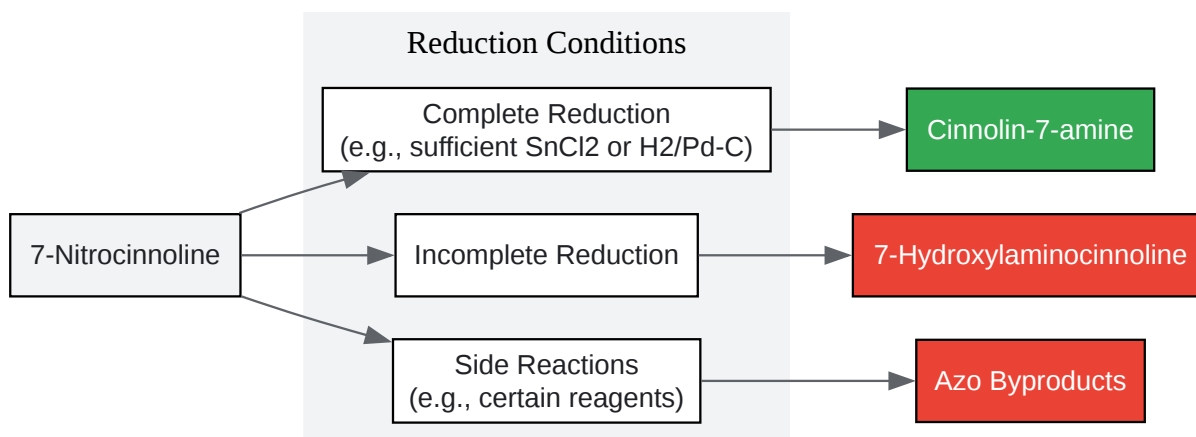 Reduction Conditions
Complete Reduction
(e.g., sufficient SnCl2 or H2/Pd-C)
Cinnolin-7-amine
7-Nitrocinnoline
Incomplete Reduction
7-Hydroxylaminocinnoline
Side Reactions
(e.g., certain reagents)
Azo Byproducts